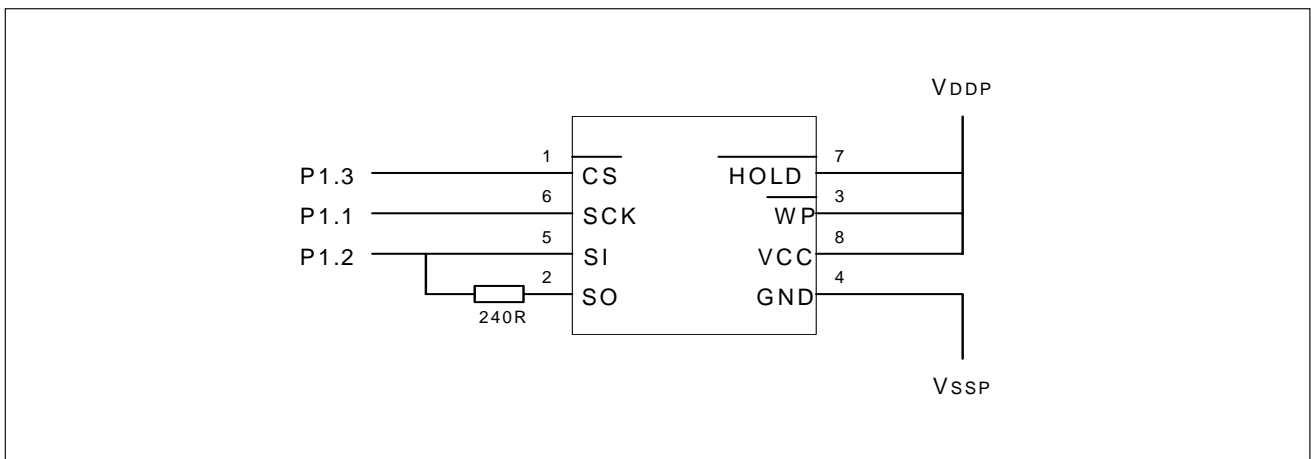 VDDP
P1.3 1 CS HOLD 7
P1.1 6 SCK WP 3
P1.2 5 SI VCC 8
2 SO GND 4
240R
VSSP